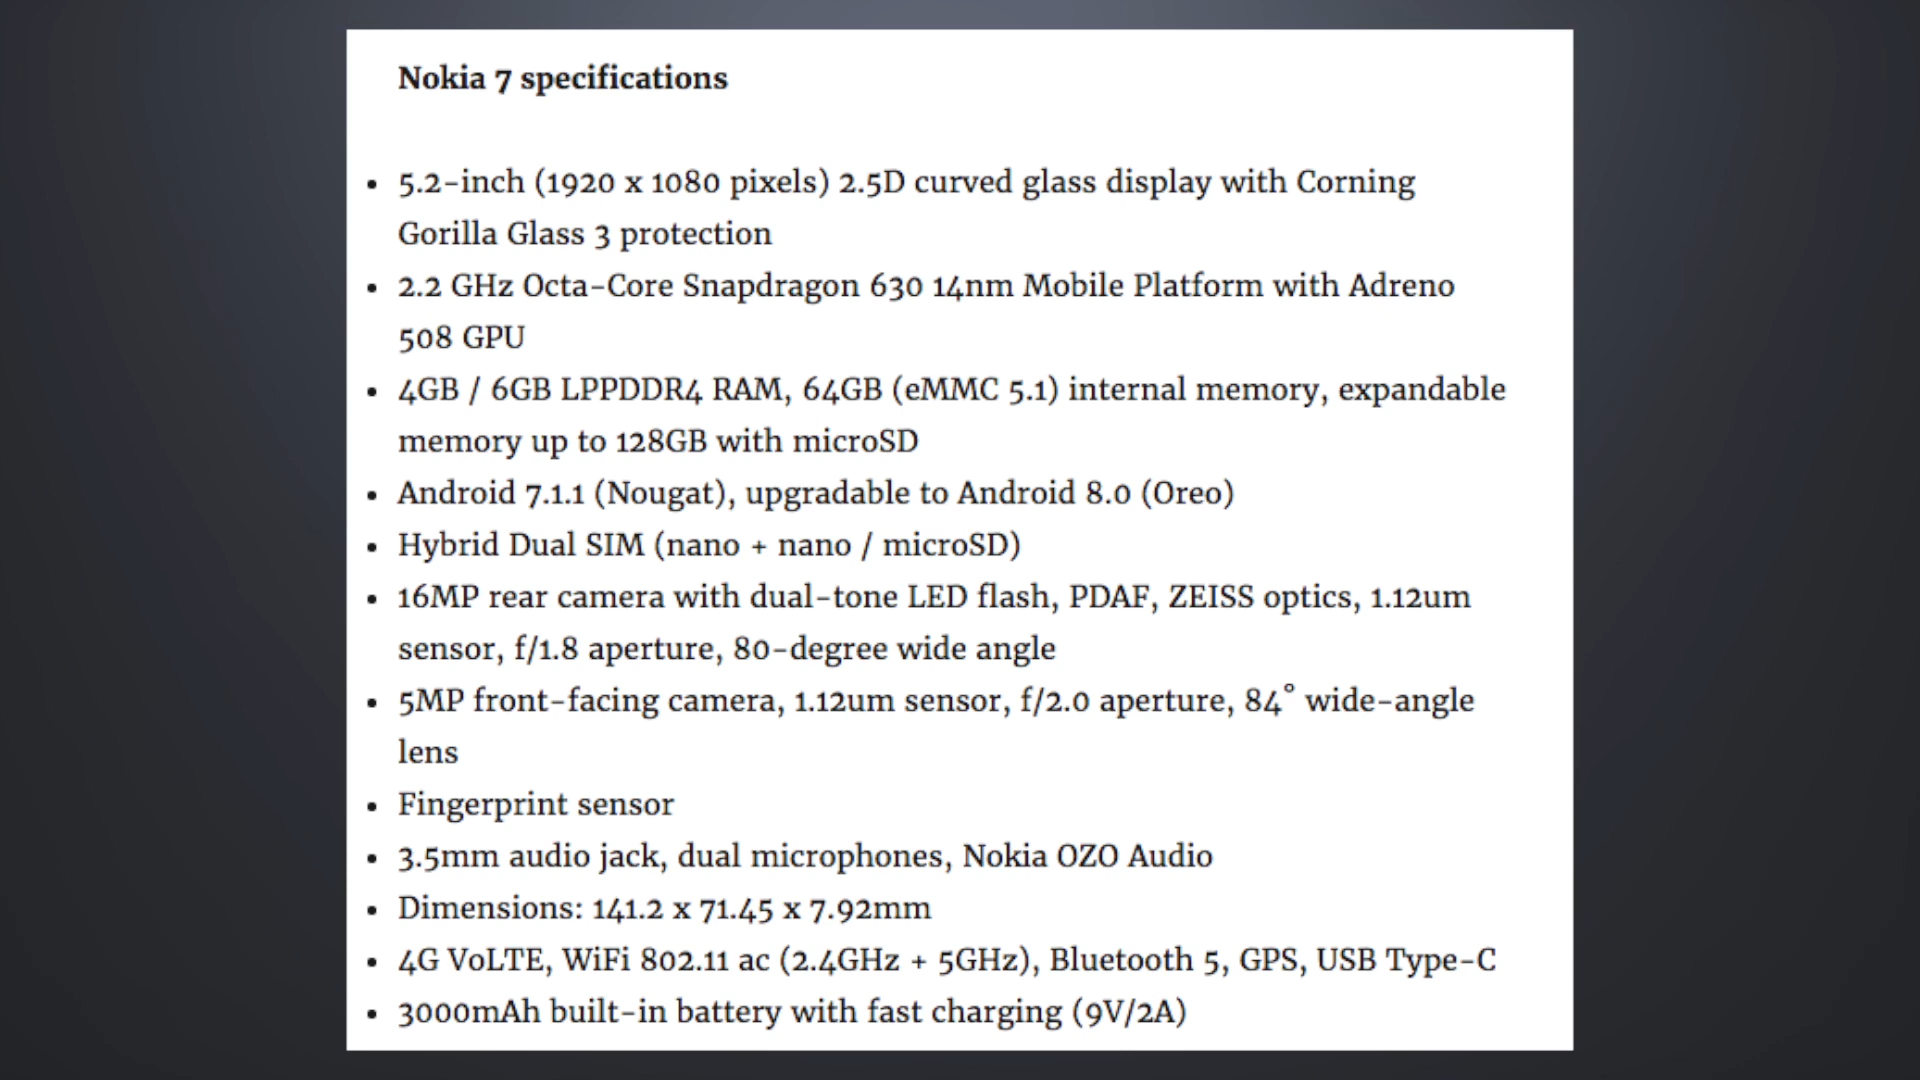 Nokia 7 specifications
• 5.2-inch (1920 x 1080 pixels) 2.5D curved glass display with Corning
Gorilla Glass 3 protection
• 2.2 GHz Octa-Core Snapdragon 630 14nm Mobile Platform with Adreno
508 GPU
• 4GB / 6GB LPPDDR4 RAM, 64GB (eMMC 5.1) internal memory, expandable
memory up to 128GB with microSD
• Android 7.1.1 (Nougat), upgradable to Android 8.0 (Oreo)
• Hybrid Dual SIM (nano + nano / microSD)
• 16MP rear camera with dual-tone LED flash, PDAF, ZEISS optics, 1.12um
sensor, f/1.8 aperture, 80-degree wide angle
• 5MP front-facing camera, 1.12um sensor, f/2.0 aperture, 84° wide-angle
lens
• Fingerprint sensor
• 3.5mm audio jack, dual microphones, Nokia OZO Audio
• Dimensions: 141.2 x 71.45 x 7.92mm
• 4G VoLTE, WiFi 802.11 ac (2.4GHz + 5GHz), Bluetooth 5, GPS, USB Type-C
• 3000mAh built-in battery with fast charging (9V/2A)